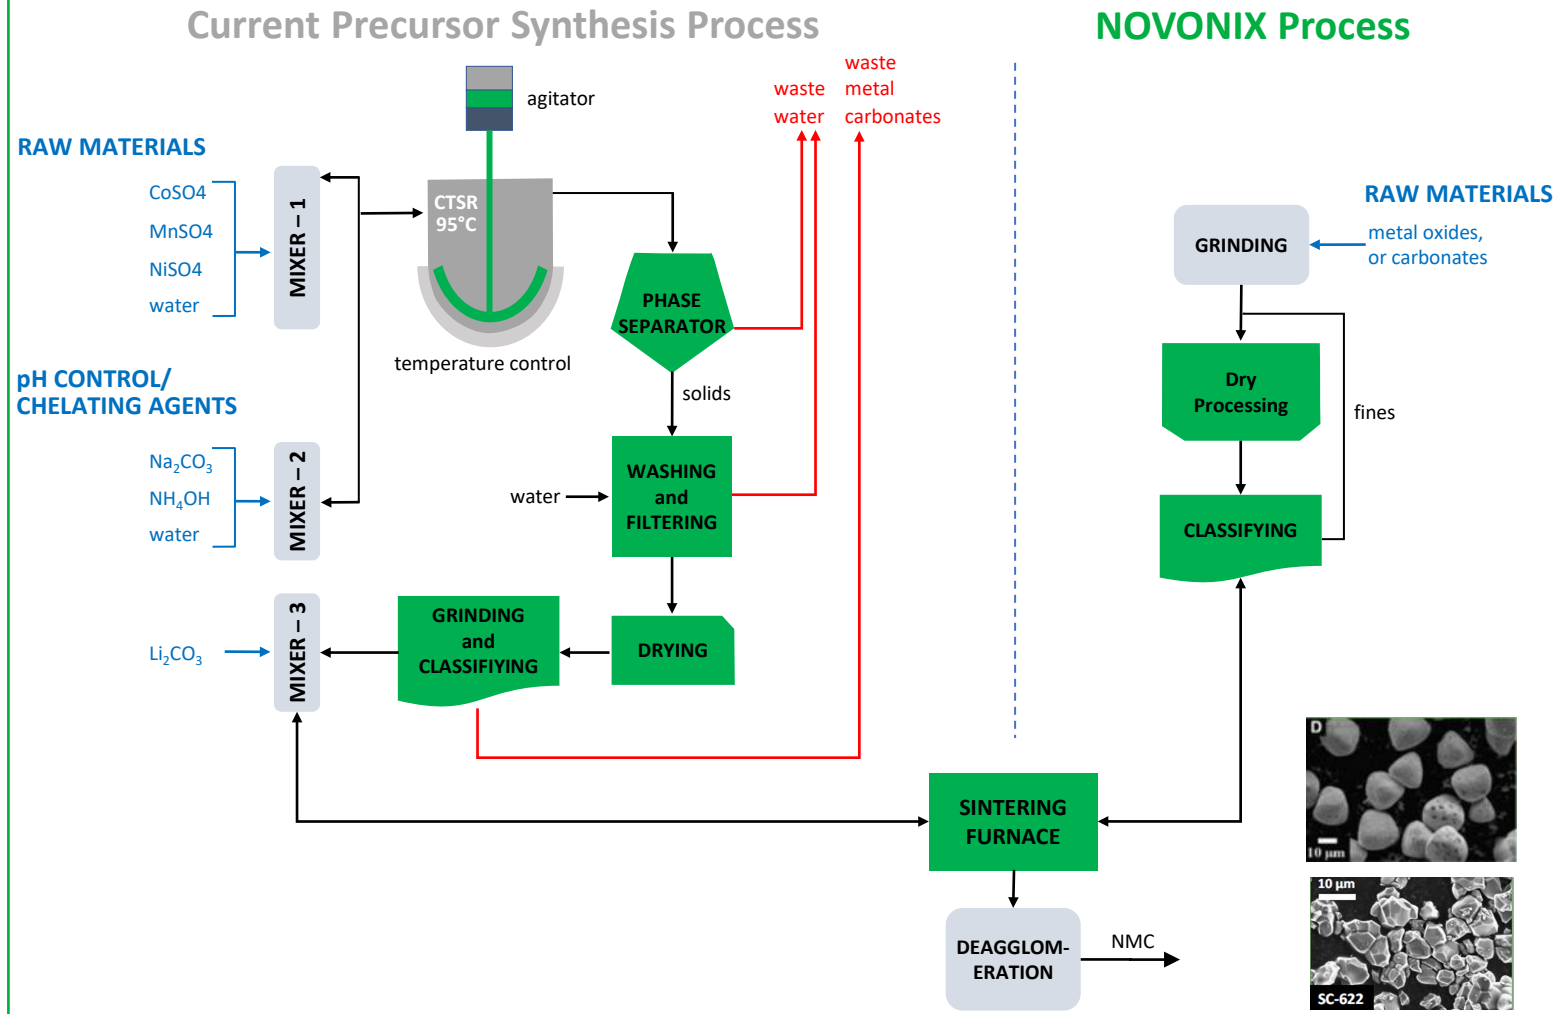 Current Precursor Synthesis Process
NOVONIX Process
agitator
waste
water
waste
metal
carbonates
RAW MATERIALS
CoSO4
MnSO4
NiSO4
water
MIXER – 1
CTSR
95°C
temperature control
PHASE
SEPARATOR
solids
pH CONTROL/
CHELATING AGENTS
Na₂CO₃
NH₄OH
water
MIXER – 2
water
WASHING
and
FILTERING
DRYING
GRINDING
and
CLASSIFIYING
Li₂CO₃
MIXER – 3
RAW MATERIALS
metal oxides,
or carbonates
GRINDING
Dry
Processing
fines
CLASSIFYING
SINTERING
FURNACE
DEAGGLOM-
ERATION
NMC
D
10 µm
10 µm
SC-622